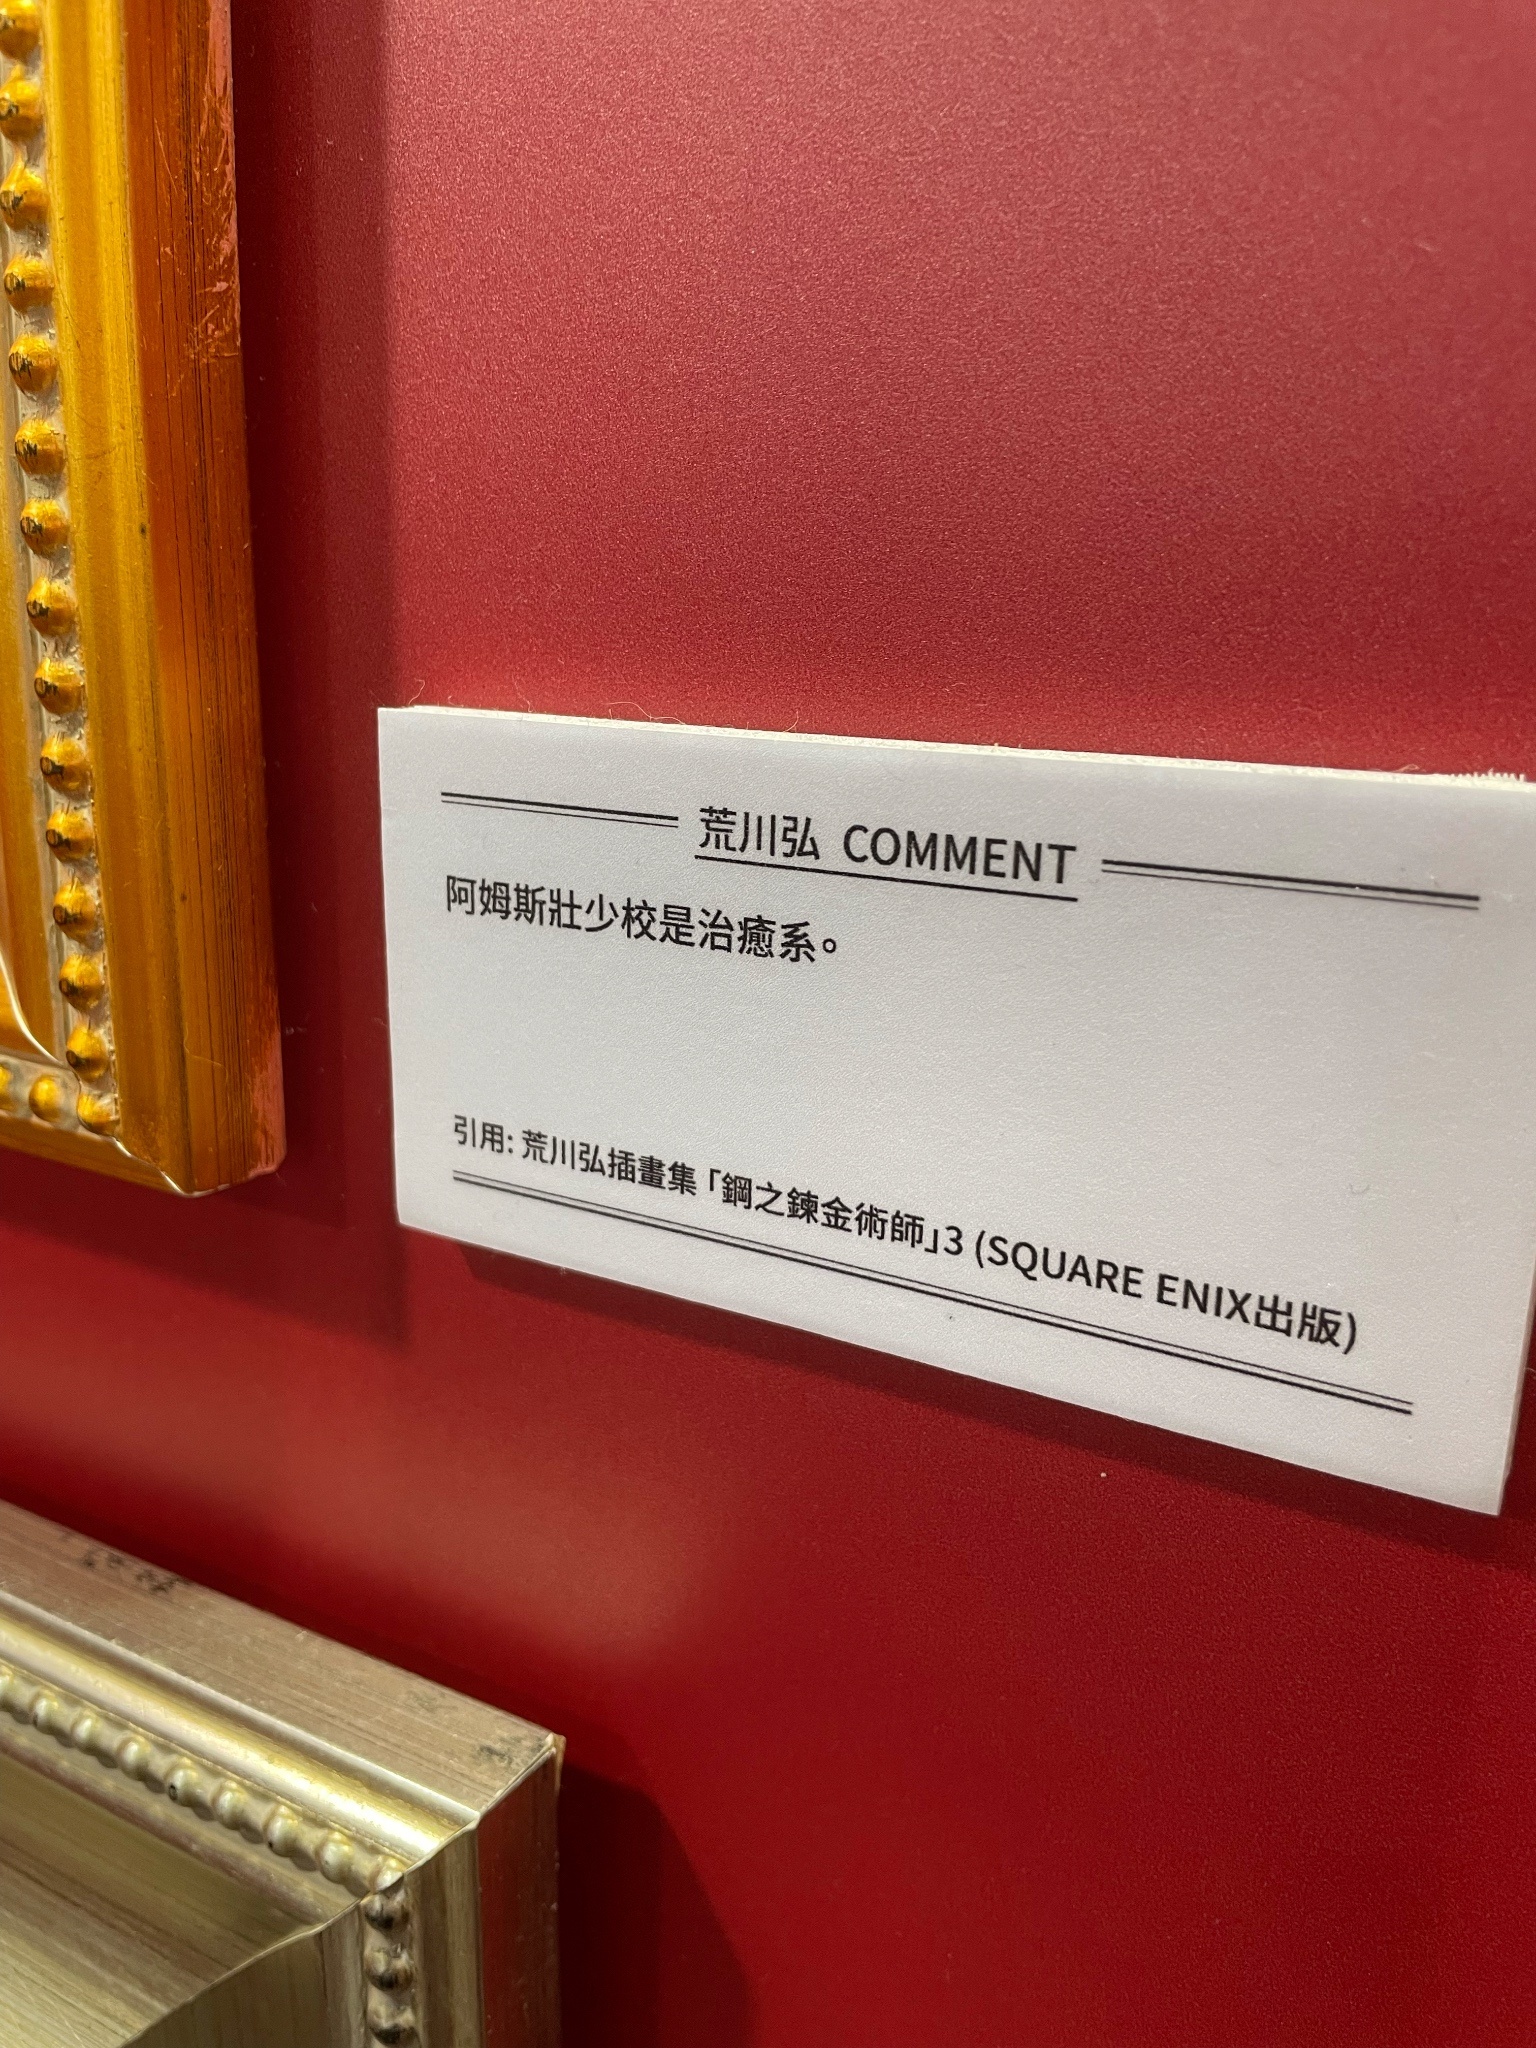 荒川弘 COMMENT
阿姆斯壯少校是治癒系。
引用: 荒川弘插畫集「鋼之鍊金術師」3 (SQUARE ENIX出版)